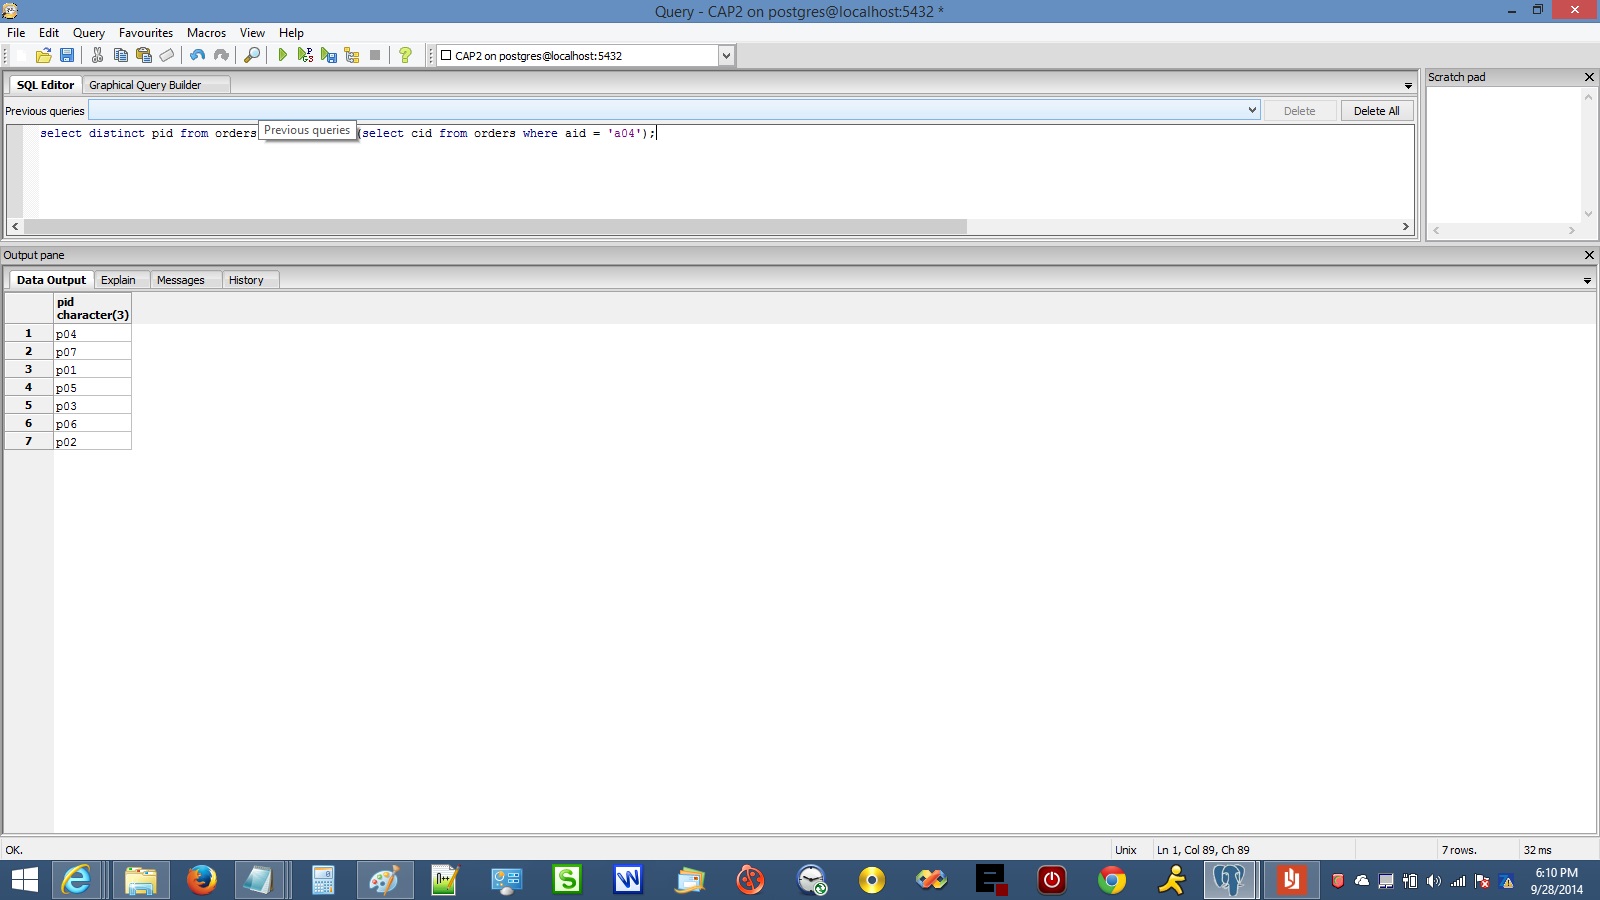 Query - CAP2 on postgres@localhost:5432 *
File Edit Query Favourites Macros View Help
CAP2 on postgres@localhost:5432
SQL Editor Graphical Query Builder
Scratch pad
Previous queries Delete Delete All
select distinct pid from orders Previous queries (select cid from orders where aid = 'a04');
Output pane
Data Output Explain Messages History
pid
character(3)
1 p04
2 p07
3 p01
4 p05
5 p03
6 p06
7 p02
OK. Unix Ln 1, Col 89, Ch 89 7 rows. 32 ms
6:10 PM
9/28/2014